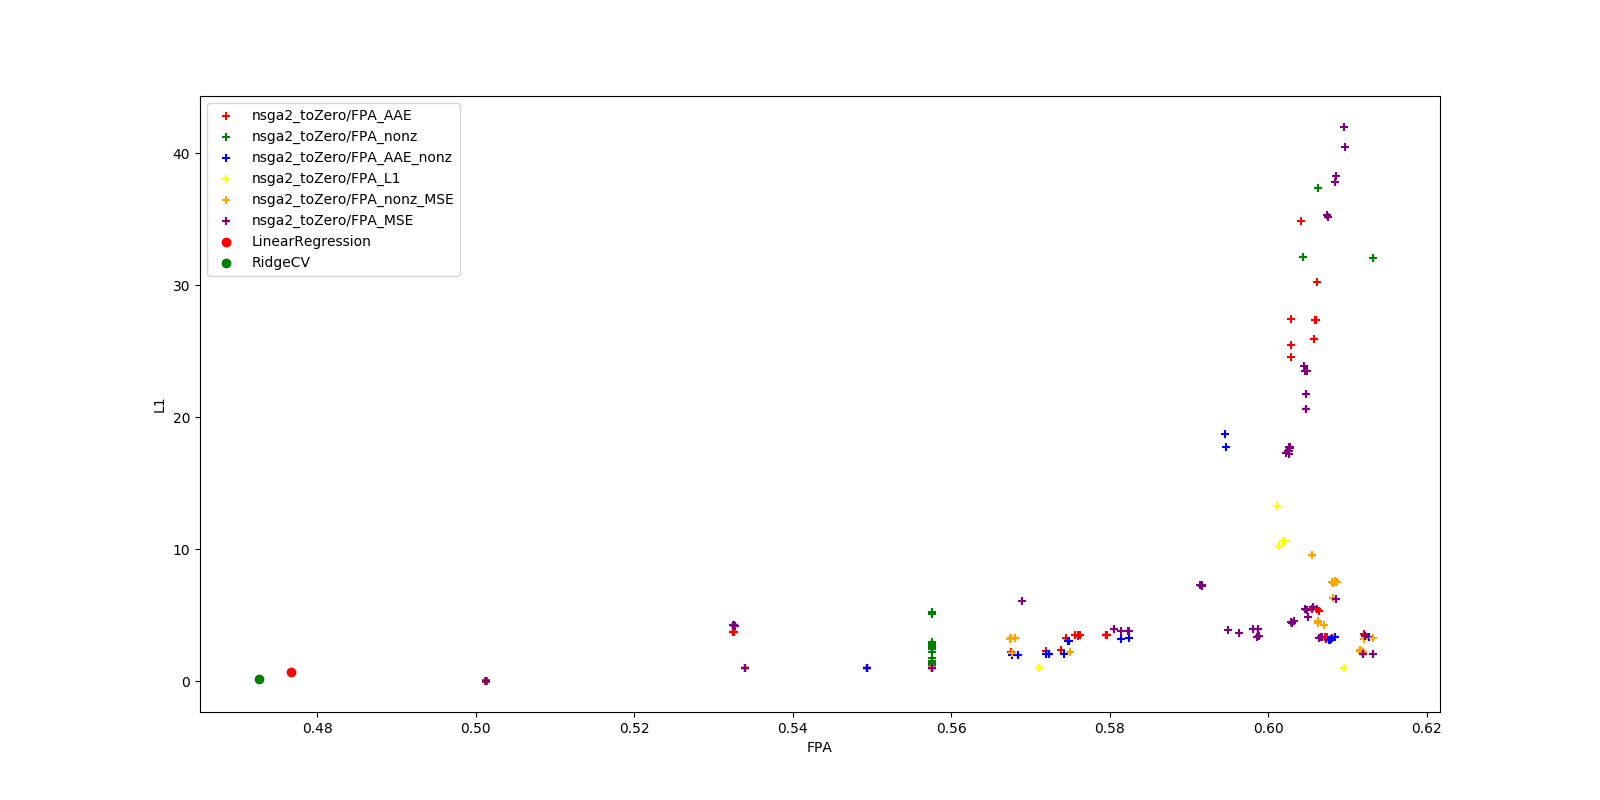 nsga2_toZero/FPA_AAE
nsga2_toZero/FPA_nonz
nsga2_toZero/FPA_AAE_nonz
nsga2_toZero/FPA_L1
nsga2_toZero/FPA_nonz_MSE
nsga2_toZero/FPA_MSE
LinearRegression
RidgeCV
40
30
20
10
0
L1
0.48 0.50 0.52 0.54 0.56 0.58 0.60 0.62
FPA